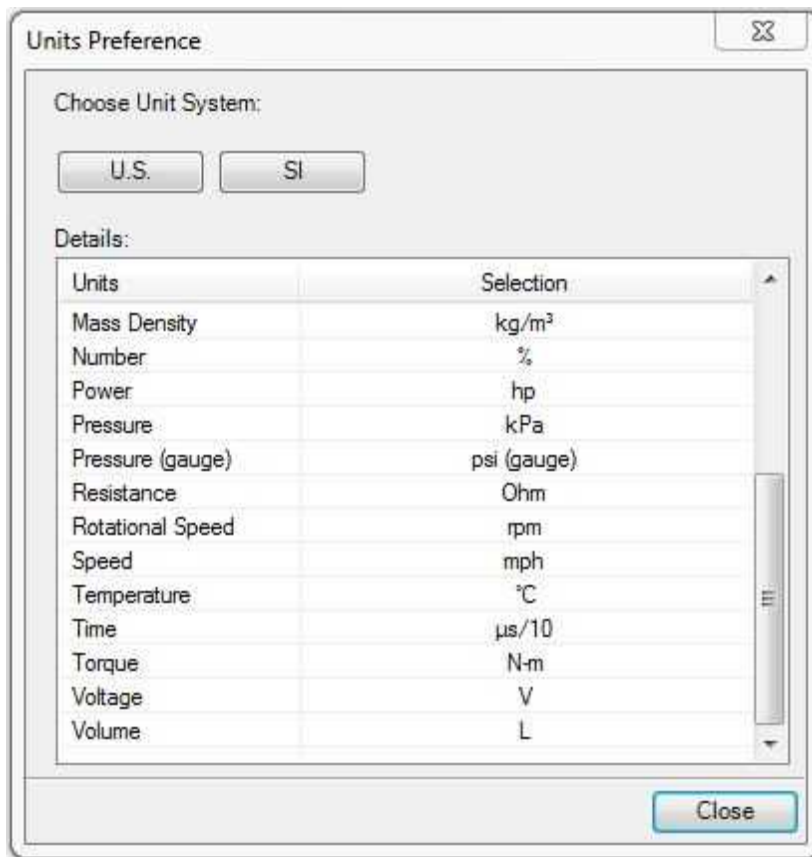 Units Preference
Choose Unit System:
U.S. SI
Details:
Units Selection
Mass Density kg/m³
Number %
Power hp
Pressure kPa
Pressure (gauge) psi (gauge)
Resistance Ohm
Rotational Speed rpm
Speed mph
Temperature °C
Time µs/10
Torque N-m
Voltage V
Volume L
Close